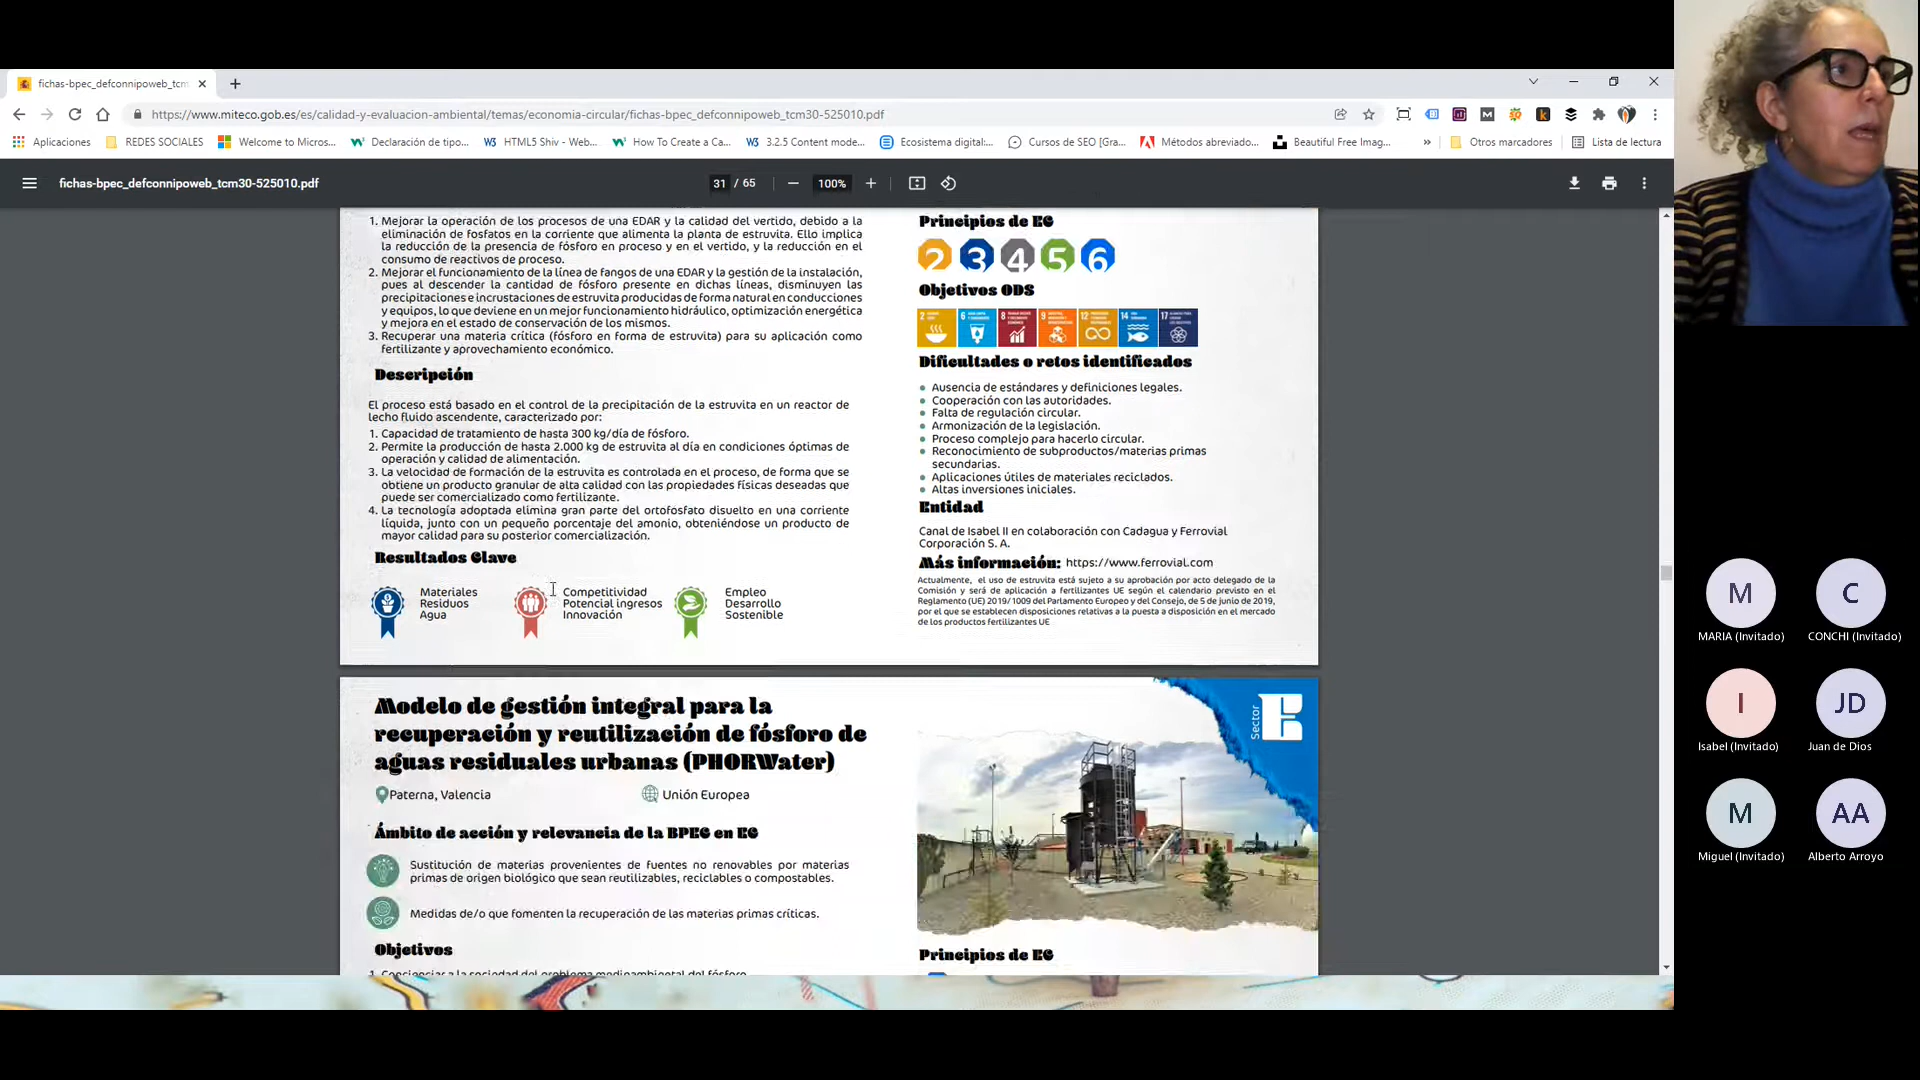 fichas-bpec_defconnipoweb_tcm
https://www.miteco.gob.es/es/calidad-y-evaluacion-ambiental/temas/economia-circular/fichas-bpec_defconnipoweb_tcm30-525010.pdf
Aplicaciones
REDES SOCIALES
Welcome to Micros...
Declaración de tipo...
HTML5 Shiv - Web...
How To Create a Ca...
3.2.5 Content mode...
Ecosistema digital:...
Cursos de SEO [Gra...
Métodos abreviado...
Beautiful Free Imag...
»
Otros marcadores
Lista de lectura
fichas-bpec_defconnipoweb_tcm30-525010.pdf
31 / 65
100%
1. Mejorar la operación de los procesos de una EDAR y la calidad del vertido, debido a la
eliminación de fosfatos en la corriente que alimenta la planta de estruvita. Ello implica
la reducción de la presencia de fósforo en proceso y en el vertido, y la reducción en el
consumo de reactivos de proceso.
2. Mejorar el funcionamiento de la línea de fangos de una EDAR y la gestión de la instalación,
pues al descender la cantidad de fósforo presente en dichas líneas, disminuyen las
precipitaciones e incrustaciones de estruvita producidas de forma natural en conducciones
y equipos, lo que deviene en un mejor funcionamiento hidráulico, optimización energética
y mejora en el estado de conservación de los mismos.
3. Recuperar una materia crítica (fósforo en forma de estruvita) para su aplicación como
fertilizante y aprovechamiento económico.
Descripción
El proceso está basado en el control de la precipitación de la estruvita en un reactor de
lecho fluido ascendente, caracterizado por:
1. Capacidad de tratamiento de hasta 300 kg/día de fósforo.
2. Permite la producción de hasta 2.000 kg de estruvita al día en condiciones óptimas de
operación y calidad de alimentación.
3. La velocidad de formación de la estruvita es controlada en el proceso, de forma que se
obtiene un producto granular de alta calidad con las propiedades físicas deseadas que
puede ser comercializado como fertilizante.
4. La tecnología adoptada elimina gran parte del ortofosfato disuelto en una corriente
líquida, junto con un pequeño porcentaje del amonio, obteniéndose un producto de
mayor calidad para su posterior comercialización.
Resultados Clave
Materiales
Residuos
Agua
Competitividad
Potencial ingresos
Innovación
Empleo
Desarrollo
Sostenible
Principios de EC
2 3 4 5 6
Objetivos ODS
2 6 8 9 12 14 17
Dificultades o retos identificados
Ausencia de estándares y definiciones legales.
Cooperación con las autoridades.
Falta de regulación circular.
Armonización de la legislación.
Proceso complejo para hacerlo circular.
Reconocimiento de subproductos/materias primas
secundarias.
Aplicaciones útiles de materiales reciclados.
Altas inversiones iniciales.
Entidad
Canal de Isabel II en colaboración con Cadagua y Ferrovial
Corporación S. A.
Más información: https://www.ferrovial.com
Actualmente, el uso de estruvita está sujeto a su aprobación por acto delegado de la
Comisión y será de aplicación a fertilizantes UE según el calendario previsto en el
Reglamento (UE) 2019/1009 del Parlamento Europeo y del Consejo, de 5 de junio de 2019,
por el que se establecen disposiciones relativas a la puesta a disposición en el mercado
de los productos fertilizantes UE
Modelo de gestión integral para la
recuperación y reutilización de fósforo de
aguas residuales urbanas (PHORWater)
Paterna, Valencia
Unión Europea
Ámbito de acción y relevancia de la BPEC en EC
Sustitución de materias provenientes de fuentes no renovables por materias
primas de origen biológico que sean reutilizables, reciclables o compostables.
Medidas de/o que fomenten la recuperación de las materias primas críticas.
Objetivos
1. Concienciar a la sociedad del problema medioambiental del fósforo
Sector
Principios de EC
M
MARIA (Invitado)
C
CONCHI (Invitado)
I
Isabel (Invitado)
JD
Juan de Dios
M
Miguel (Invitado)
AA
Alberto Arroyo